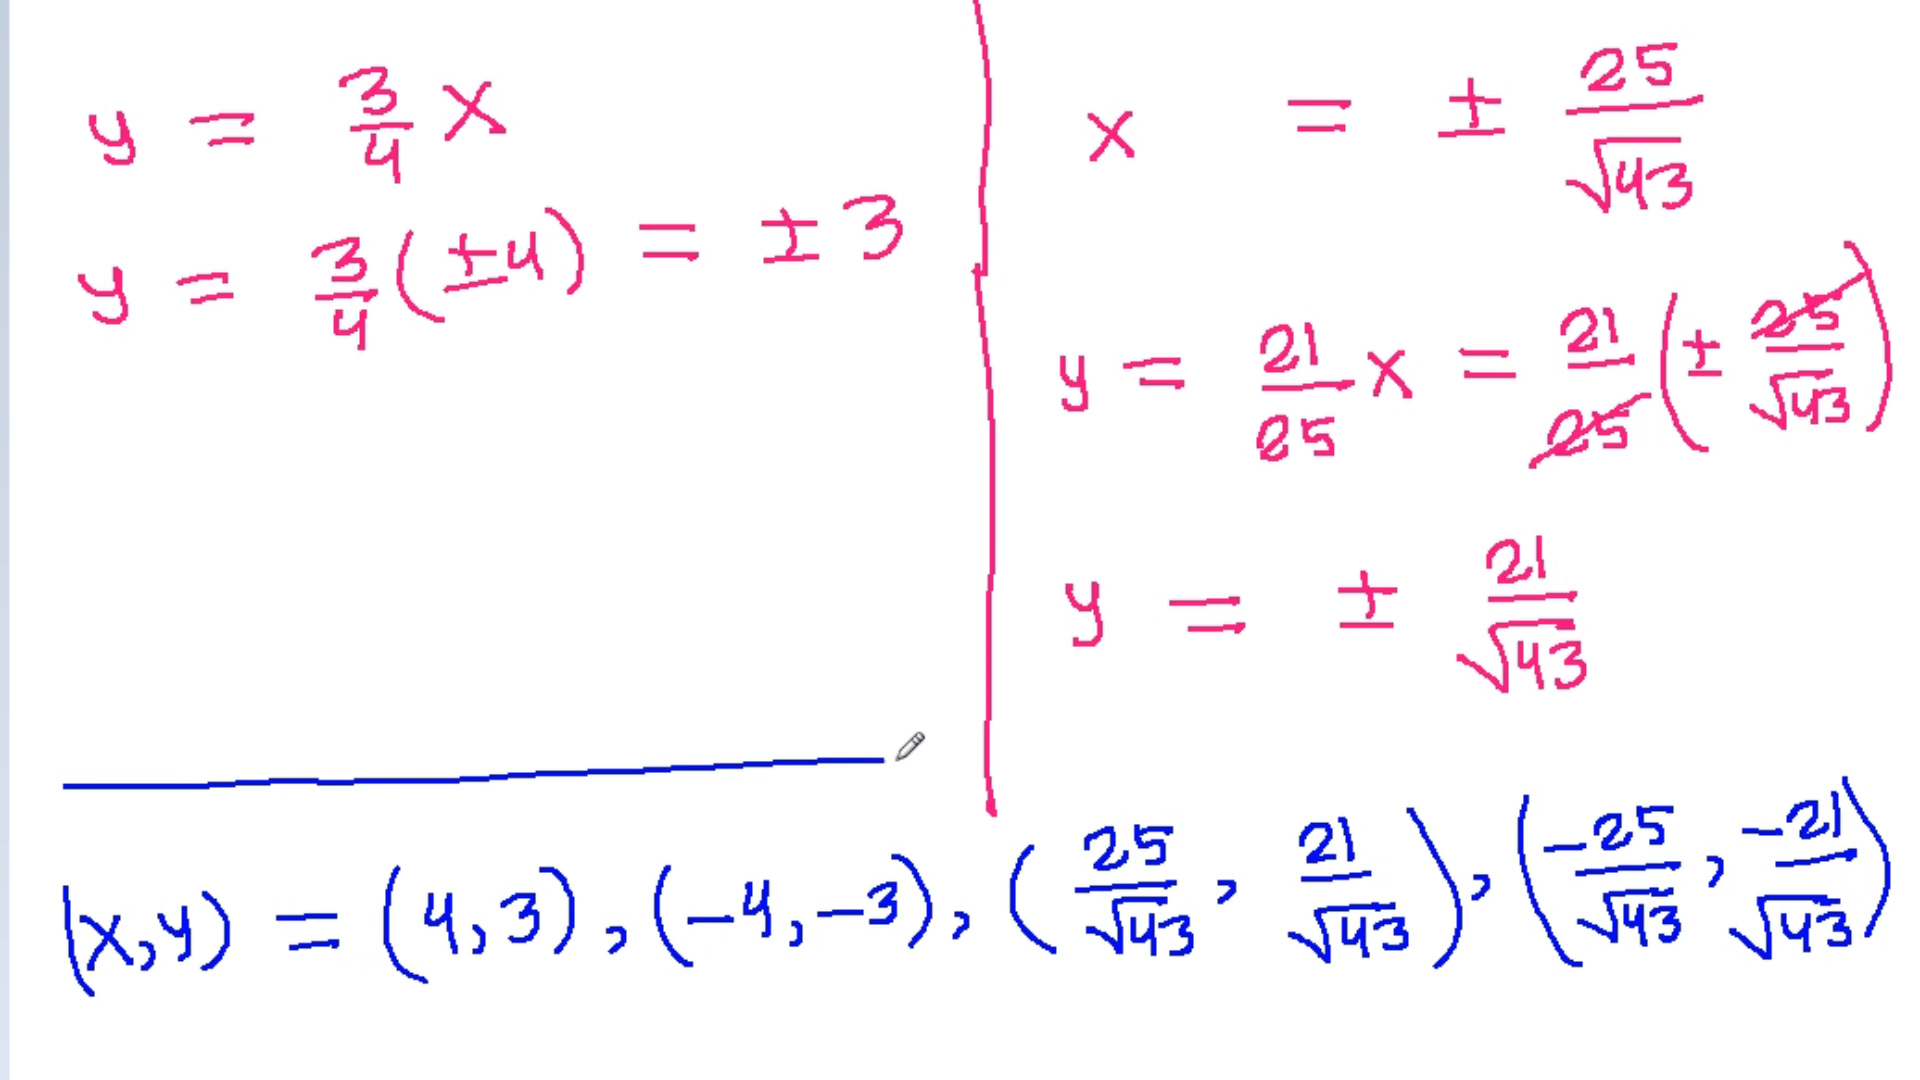 y = 3/4 x
y = 3/4 (±4) = ±3
x = ± 25/√43
y = 21/25 x = 21/25 (± 25/√43)
y = ± 21/√43
(x,y) = (4,3), (-4,-3), (25/√43, 21/√43), (-25/√43, -21/√43)